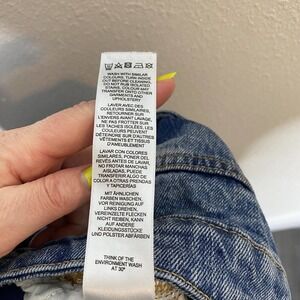 WASH WITH SIMILAR
COLOURS, TURN INSIDE
OUT BEFORE CLEANING,
DO NOT RUB ISOLATED
STAINS. COLOUR MAY
TRANSFER ONTO OTHER
GARMENTS AND
UPHOLSTERY
LAVER AVEC DES
COULEURS SIMILAIRES,
RETOURNER SUR
L'ENVERS AVANT LAVAGE,
NE PAS FROTTER LES
TACHES ISOLÉES, LES
COULEURS PEUVENT
DÉTEINDRE SUR D'AUTRES
VÊTEMENTS ET TISSUS
D'AMEUBLEMENT
LAVAR CON COLORES
SIMILARES, PONER DEL
REVÉS ANTES DE LAVAR.
NO FROTAR MANCHAS
AISLADAS, PUEDE
TRANSFERIR ALGO DE
COLOR A OTRAS PRENDAS
Y TAPICERÍAS
MIT ÄHNLICHEN
FARBEN WASCHEN,
VOR REINIGUNG AUF
LINKS DREHEN,
VEREINZELTE FLECKEN
NICHT REIBEN, KANN
AUF ANDERE
KLEIDUNGSSTÜCKE
UND POLSTER ABFÄRBEN
THINK OF THE
ENVIRONMENT WASH
AT 30°